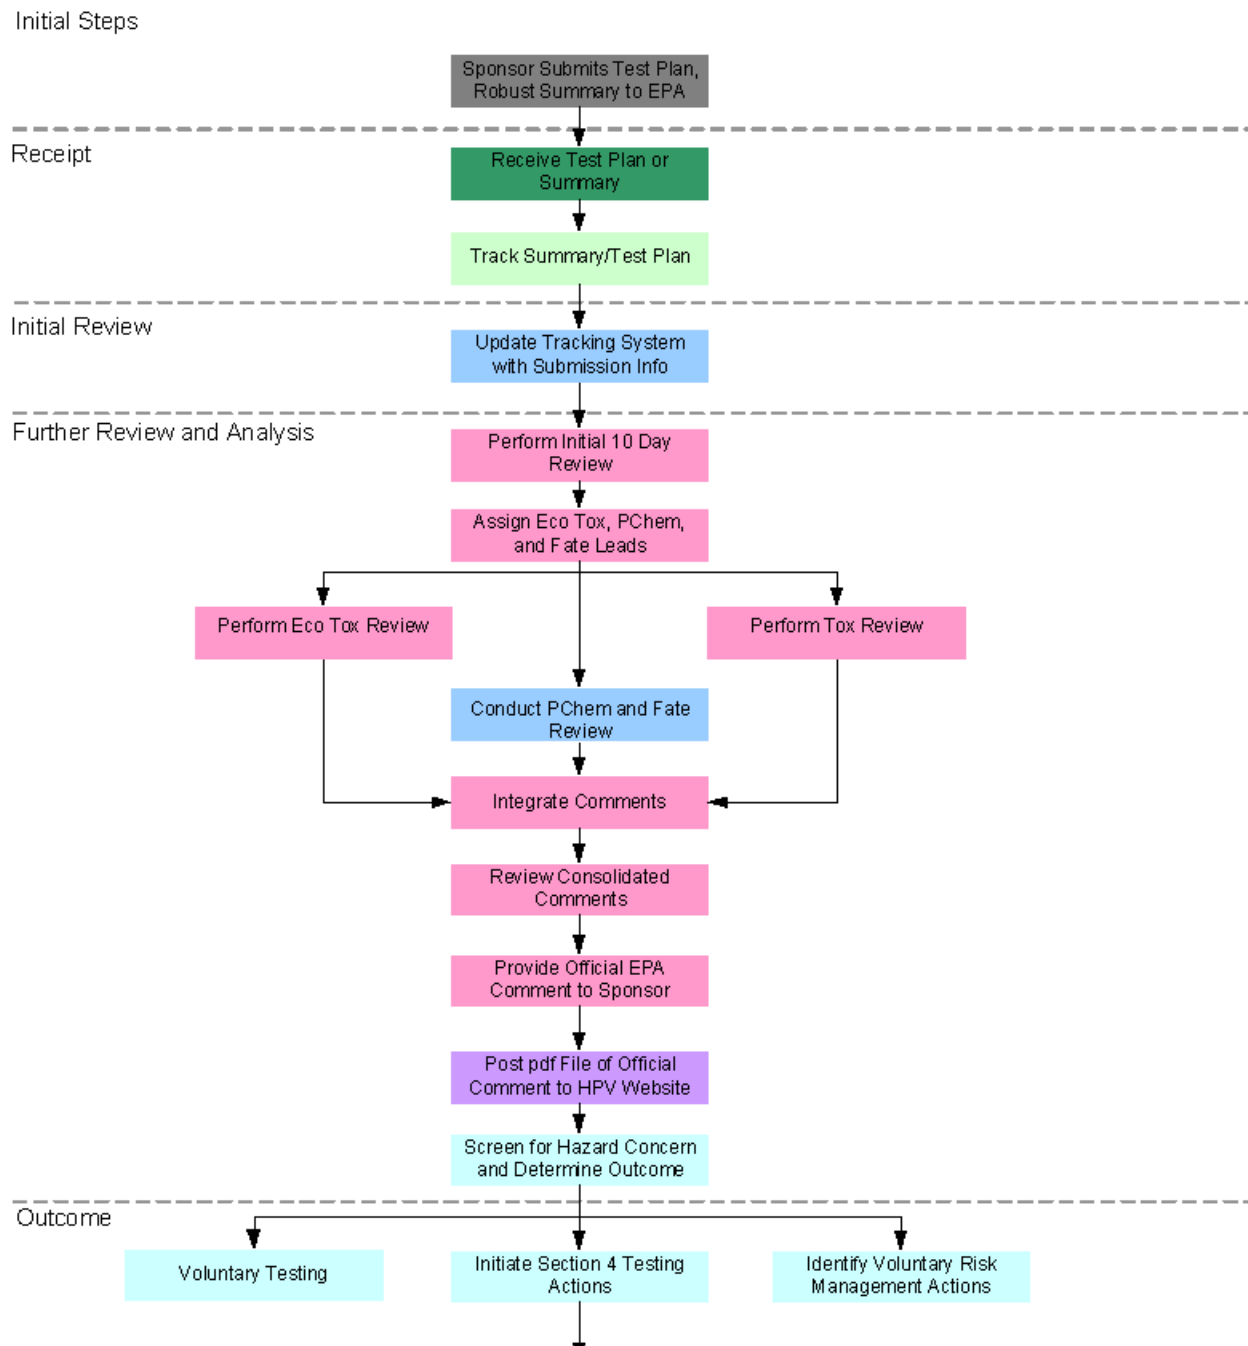 Initial Steps
Sponsor Submits Test Plan,
Robust Summary to EPA
Receipt
Receive Test Plan or
Summary
Track Summary/Test Plan
Initial Review
Update Tracking System
with Submission Info
Further Review and Analysis
Perform Initial 10 Day
Review
Assign Eco Tox, PChem,
and Fate Leads
Perform Eco Tox Review
Perform Tox Review
Conduct PChem and Fate
Review
Integrate Comments
Review Consolidated
Comments
Provide Official EPA
Comment to Sponsor
Post pdf File of Official
Comment to HPV Website
Screen for Hazard Concern
and Determine Outcome
Outcome
Voluntary Testing
Initiate Section 4 Testing
Actions
Identify Voluntary Risk
Management Actions